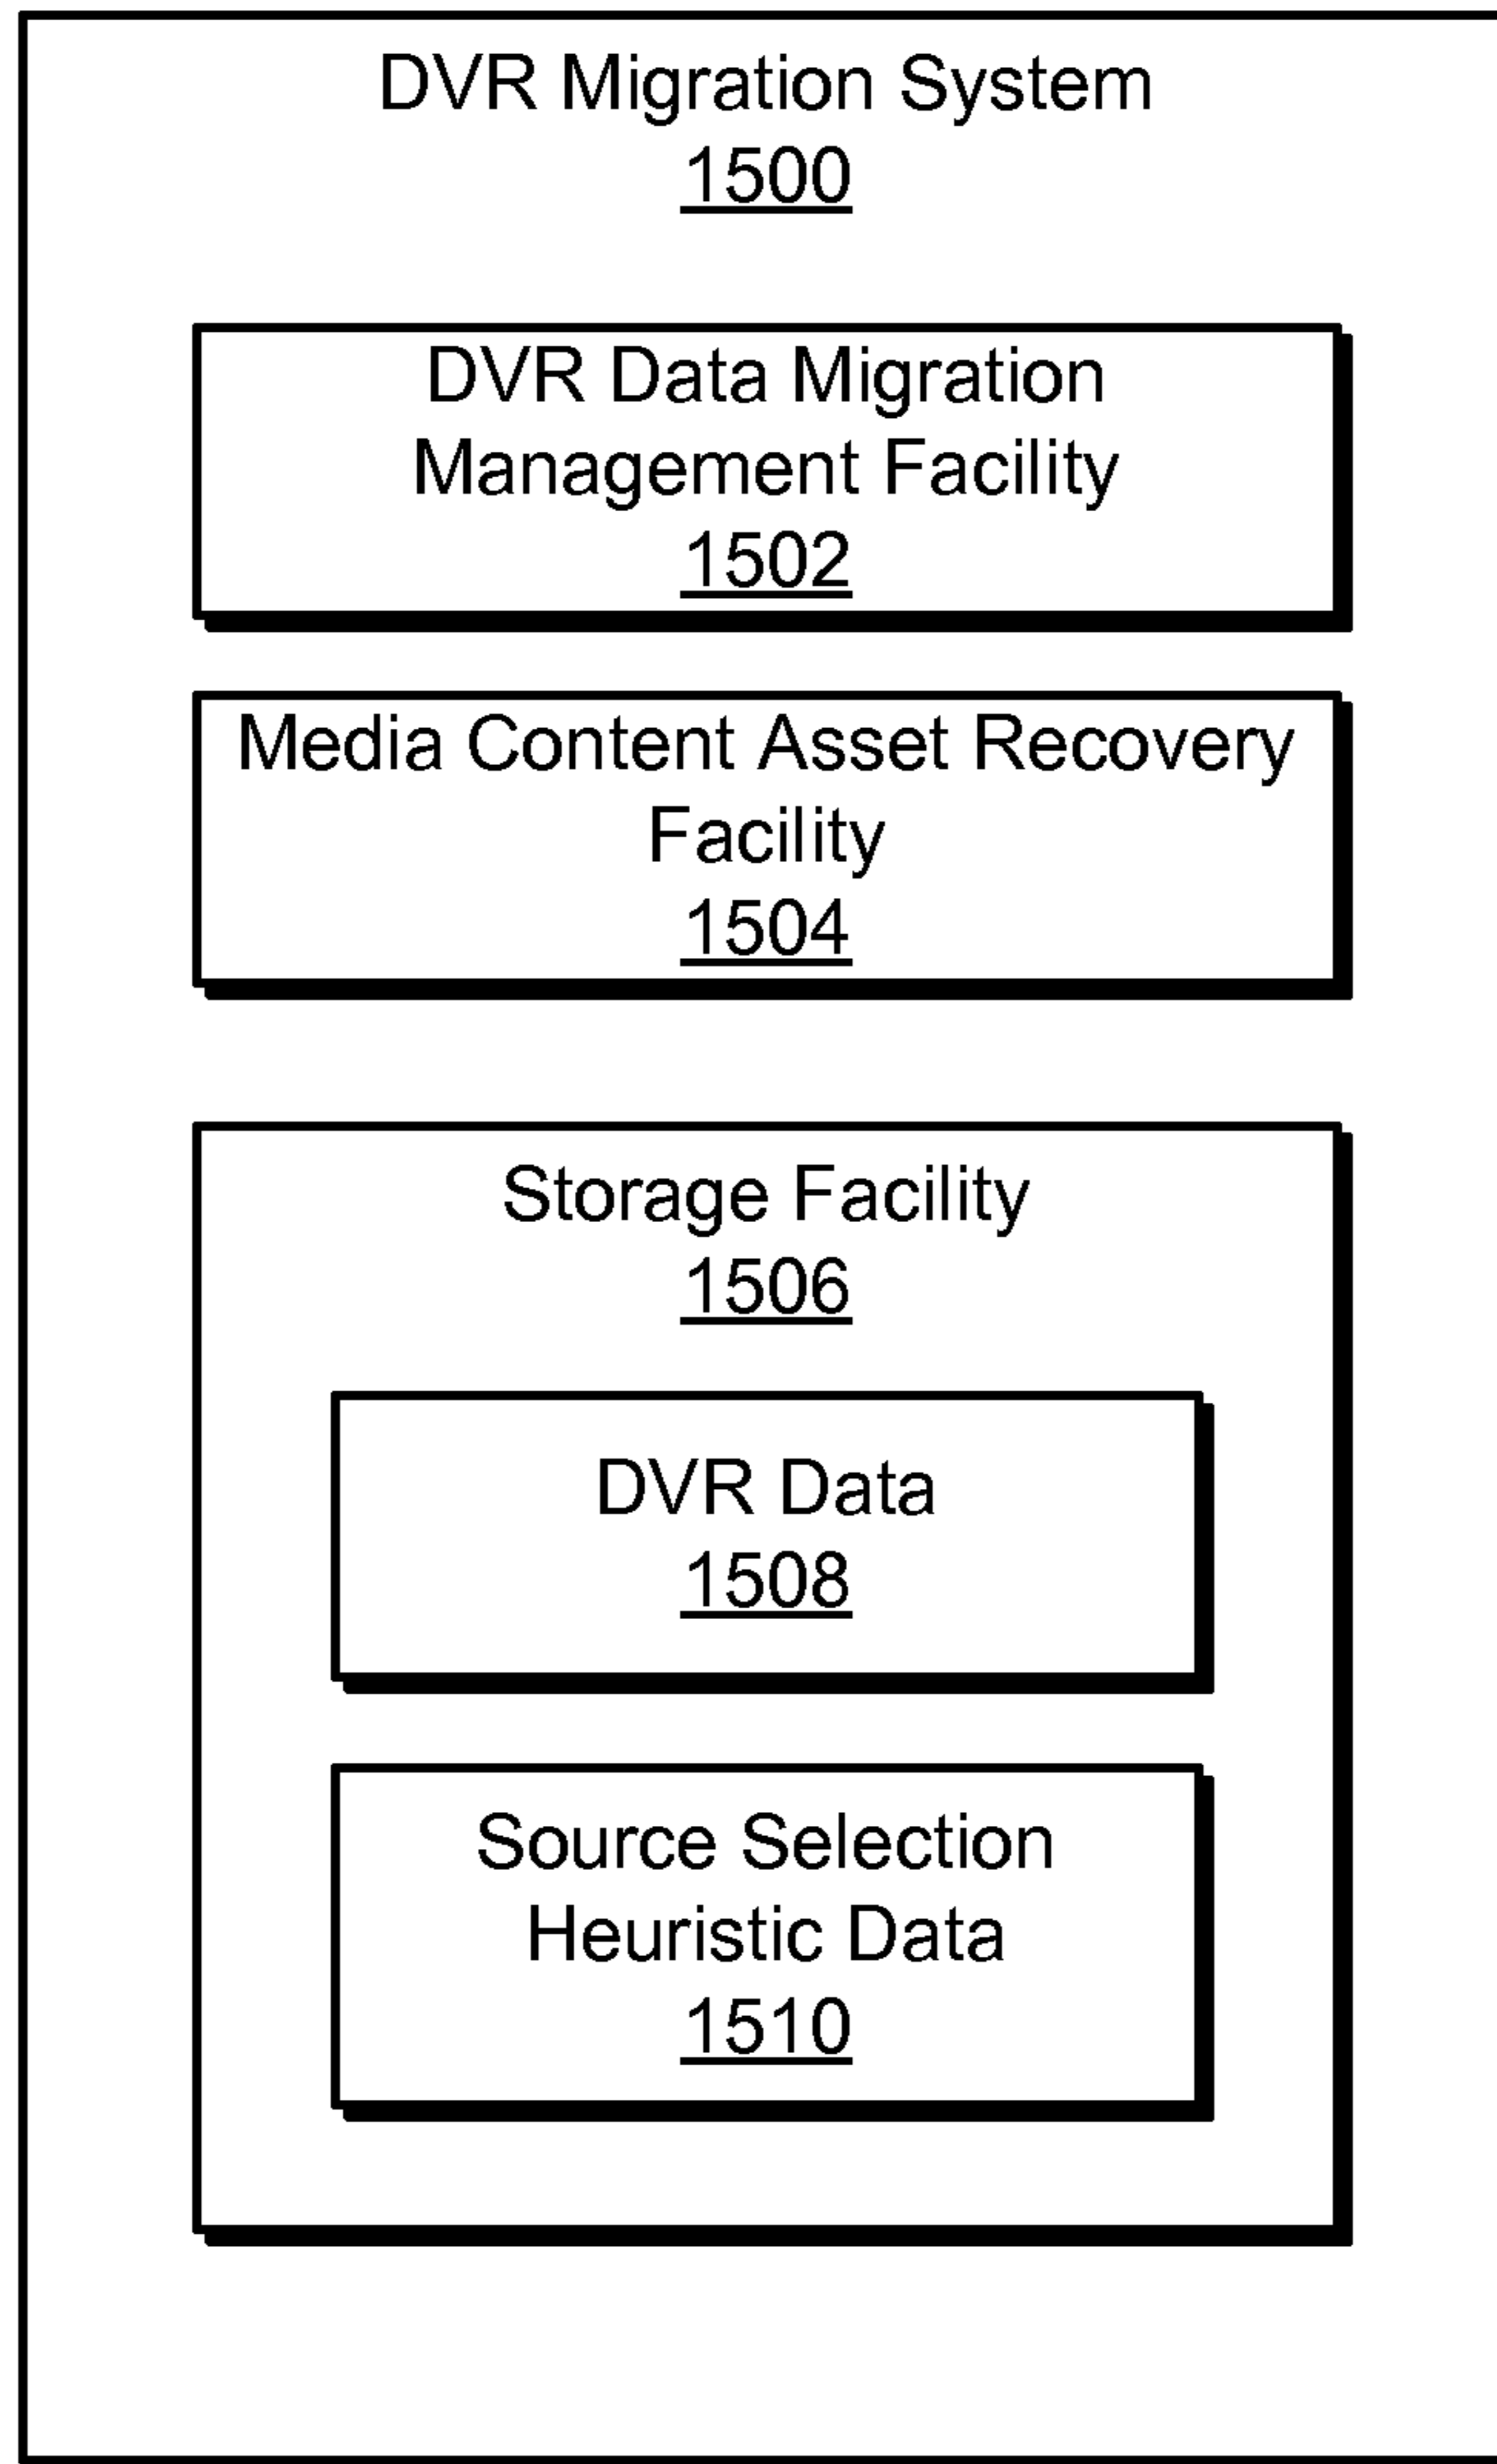 DVR Migration System
1500
DVR Data Migration
Management Facility
1502
Media Content Asset Recovery
Facility
1504
Storage Facility
1506
DVR Data
1508
Source Selection
Heuristic Data
1510